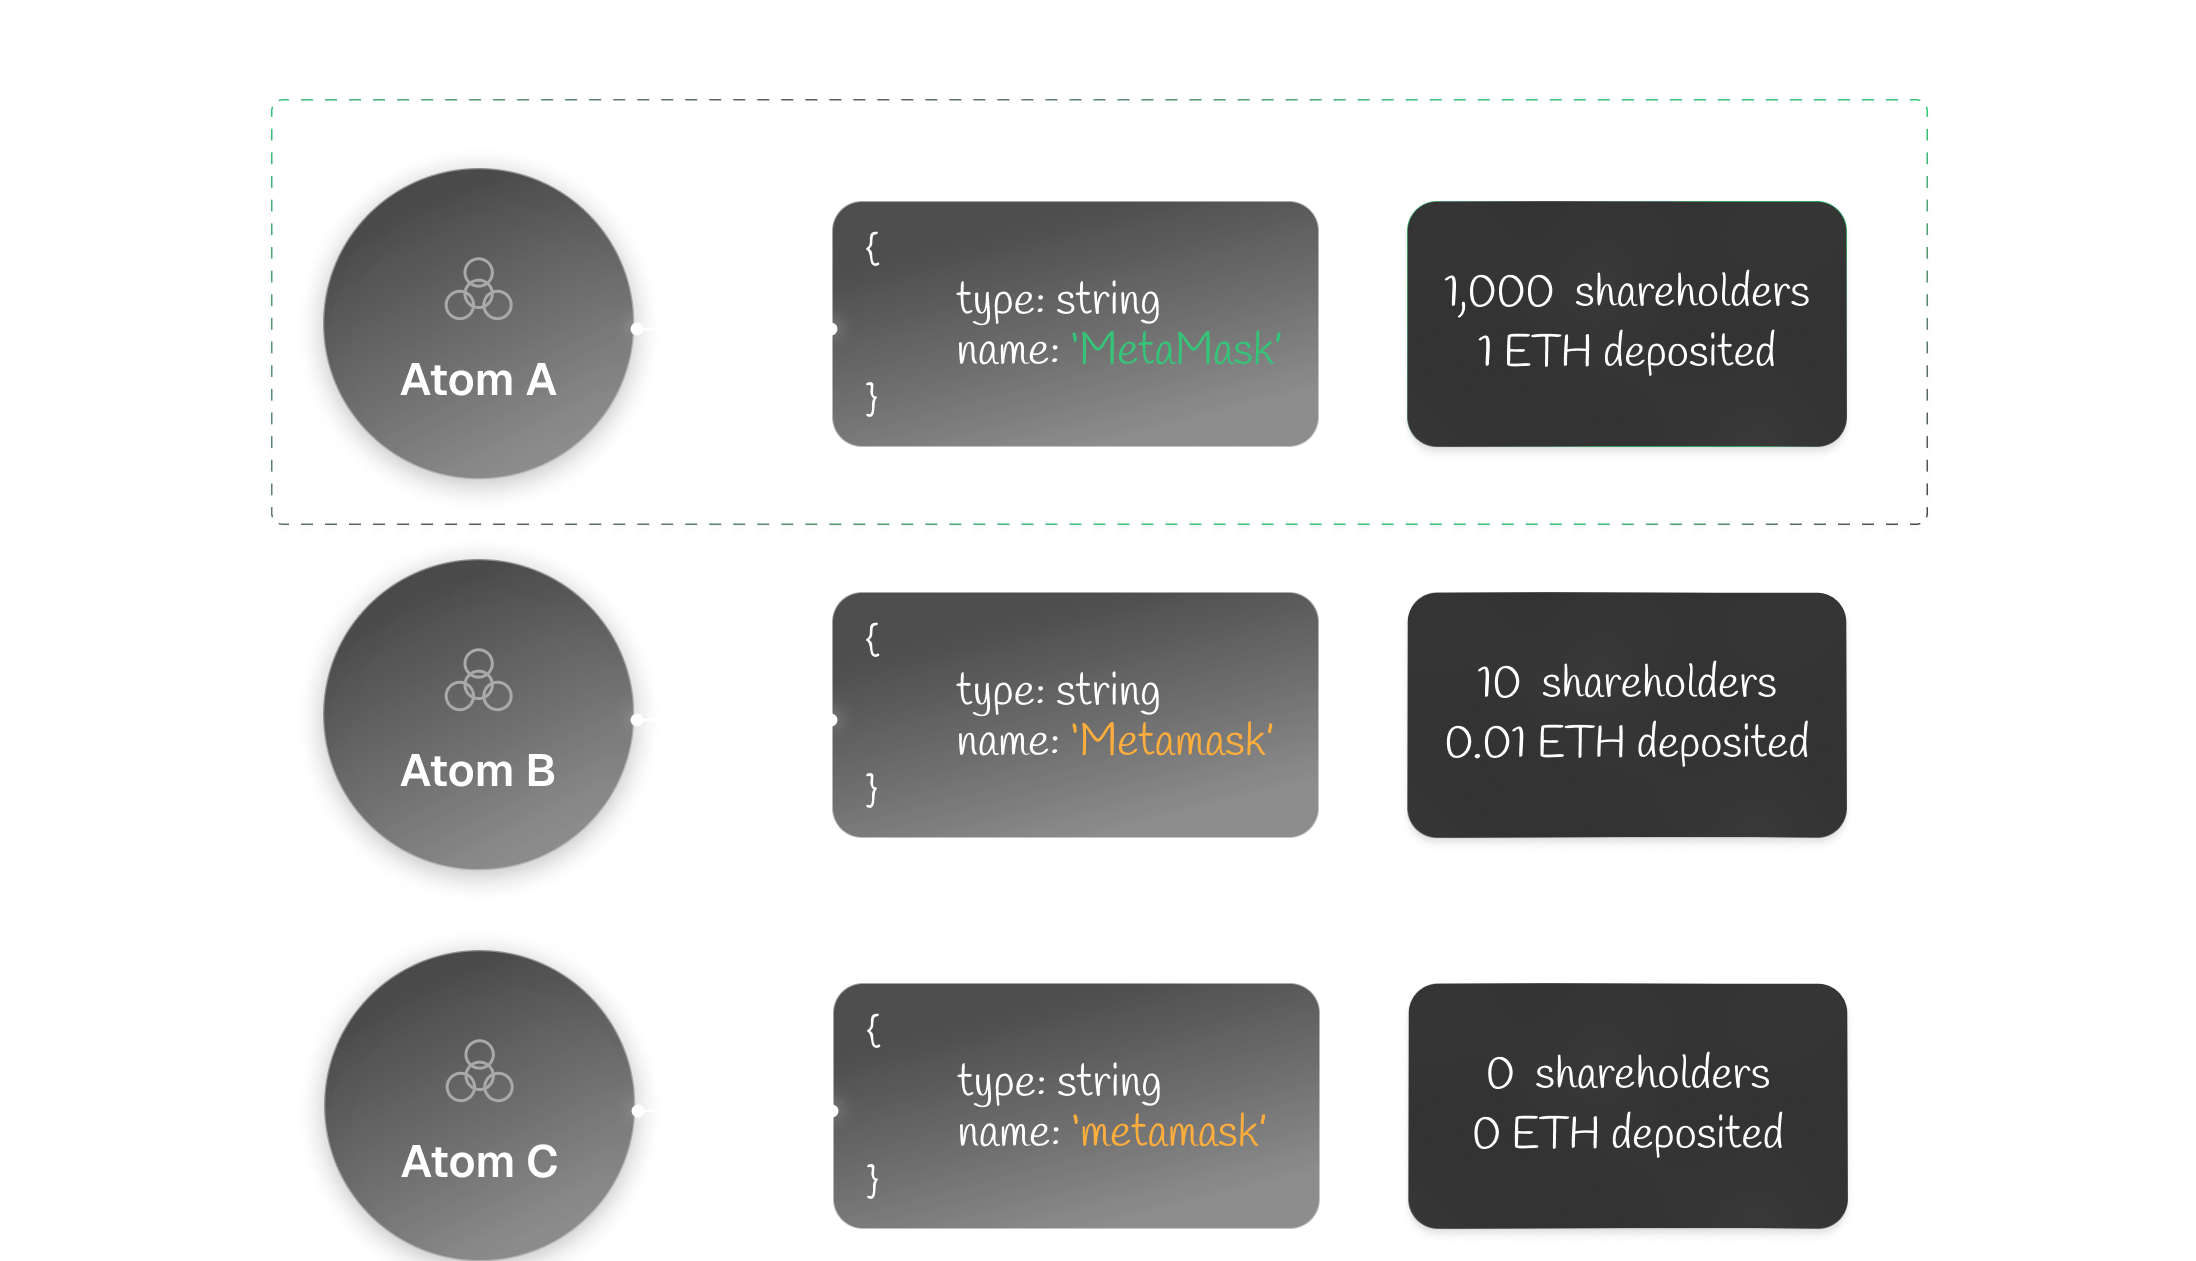 Atom A
{
type: string
name: 'MetaMask'
}
1,000 shareholders
1 ETH deposited
Atom B
{
type: string
name: 'Metamask'
}
10 shareholders
0.01 ETH deposited
Atom C
{
type: string
name: 'metamask'
}
0 shareholders
0 ETH deposited